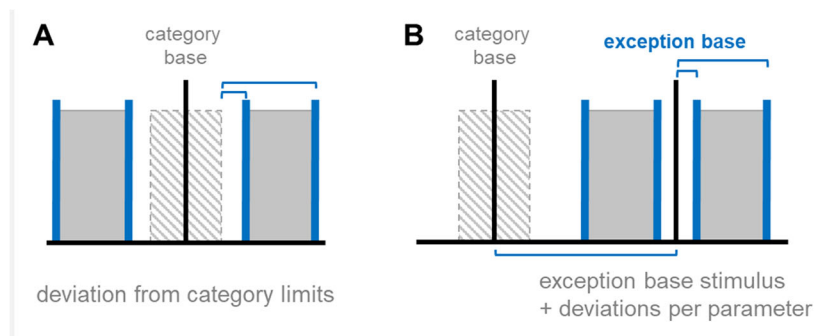 A
category
base
deviation from category limits
B
category
base
exception base
exception base stimulus
+ deviations per parameter